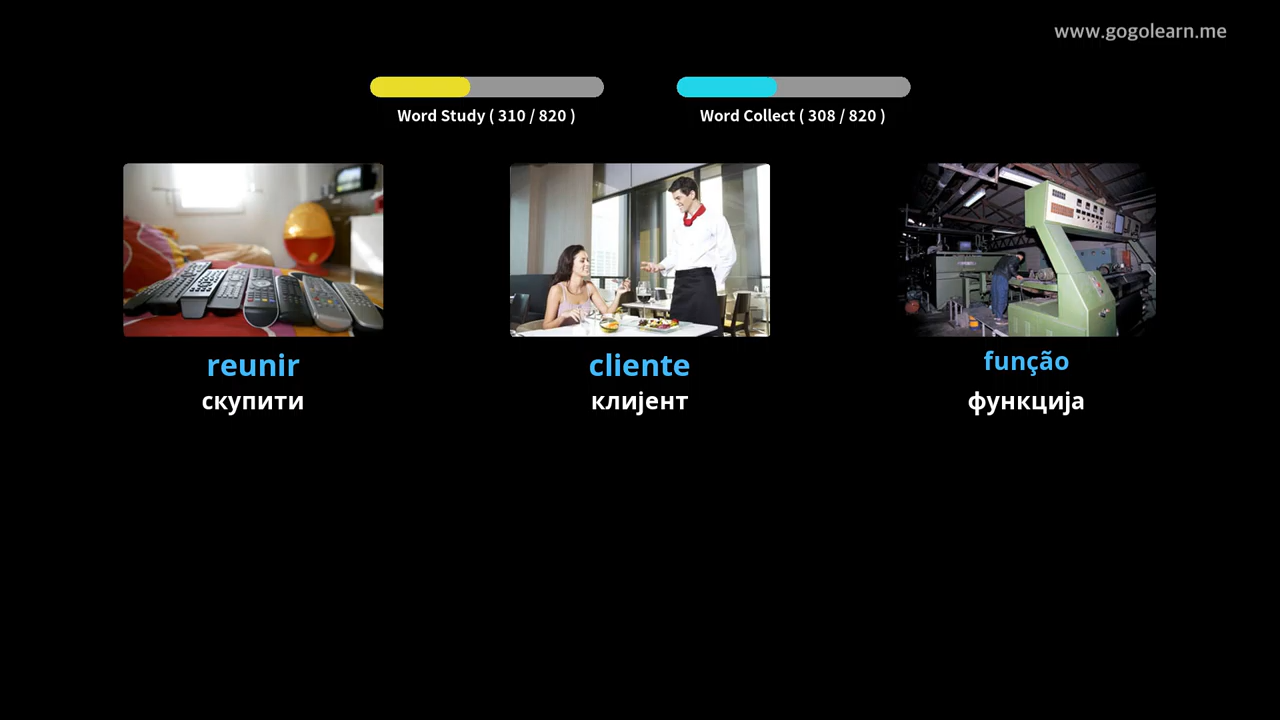 www.gogolearn.me
Word Study ( 310 / 820 )
Word Collect ( 308 / 820 )
reunir
скупити
cliente
клијент
função
функција